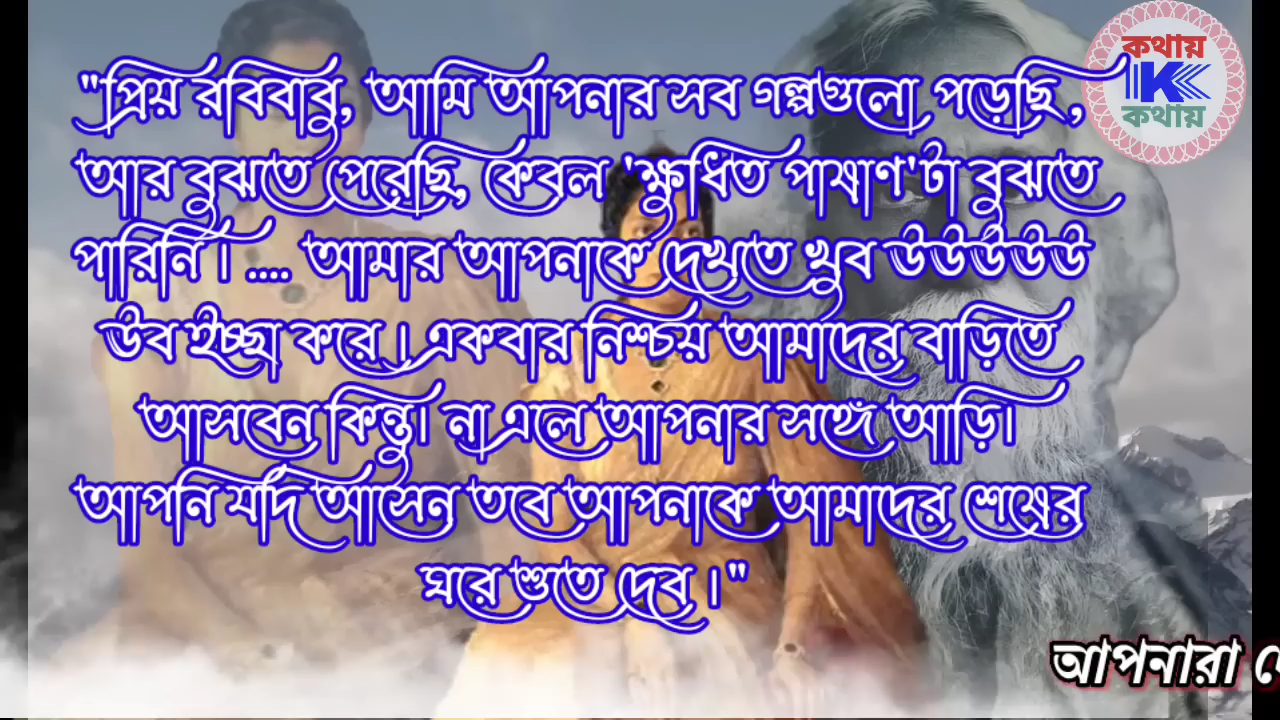 "প্রিয় রবিবাবু, আমি আপনার সব গল্পগুলো পড়েছি ,
আর বুঝতে পেরেছি, কেবল 'ক্ষুধিত পাষাণ'টা বুঝতে
পারিনি । .... আমার আপনাকে দেখতে খুব উউউউউ
উব ইচ্ছা করে । একবার নিশ্চয় আমাদের বাড়িতে
আসবেন কিন্তু। না এলে আপনার সঙ্গে আড়ি।
আপনি যদি আসেন তবে আপনাকে আমাদের শোবার
ঘরে শুতে দেব ।"
কথায়
K
কথায়
আপনারা